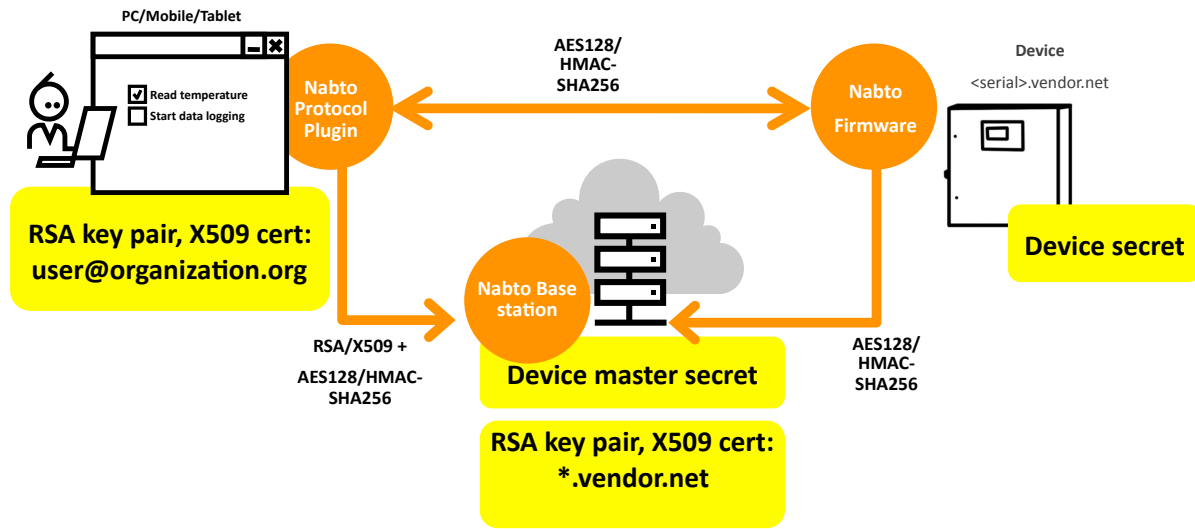 PC/Mobile/Tablet
Read temperature
Start data logging
Nabto
Protocol
Plugin
AES128/
HMAC-
SHA256
Nabto
Firmware
Device
<serial>.vendor.net
RSA key pair, X509 cert:
user@organization.org
Device secret
Nabto Base
station
RSA/X509 +
AES128/HMAC-
SHA256
AES128/
HMAC-
SHA256
Device master secret
RSA key pair, X509 cert:
*.vendor.net